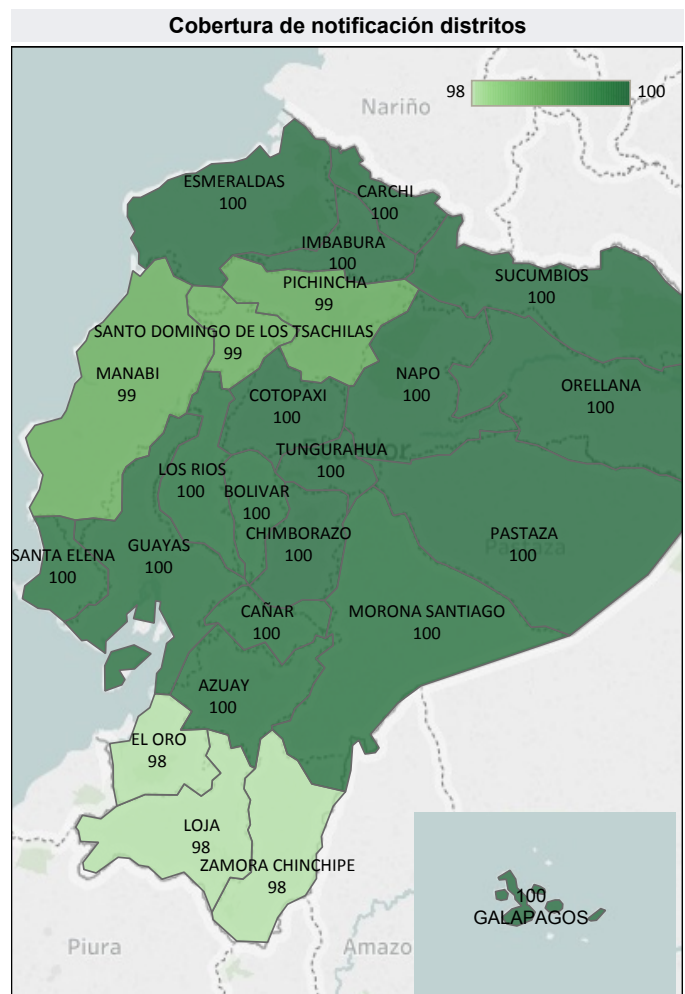 Cobertura de notificación distritos
98
100
Nariño
ESMERALDAS
100
CARCHI
100
IMBABURA
100
SUCUMBIOS
100
PICHINCHA
99
SANTO DOMINGO DE LOS TSACHILAS
99
MANABI
99
NAPO
100
ORELLANA
100
COTOPAXI
100
TUNGURAHUA
100
LOS RIOS
100
BOLIVAR
100
CHIMBORAZO
100
PASTAZA
100
Pastaza
SANTA ELENA
100
GUAYAS
100
CAÑAR
100
MORONA SANTIAGO
100
AZUAY
100
EL ORO
98
LOJA
98
ZAMORA CHINCHIPE
98
100
GALAPAGOS
Piura
Amazo